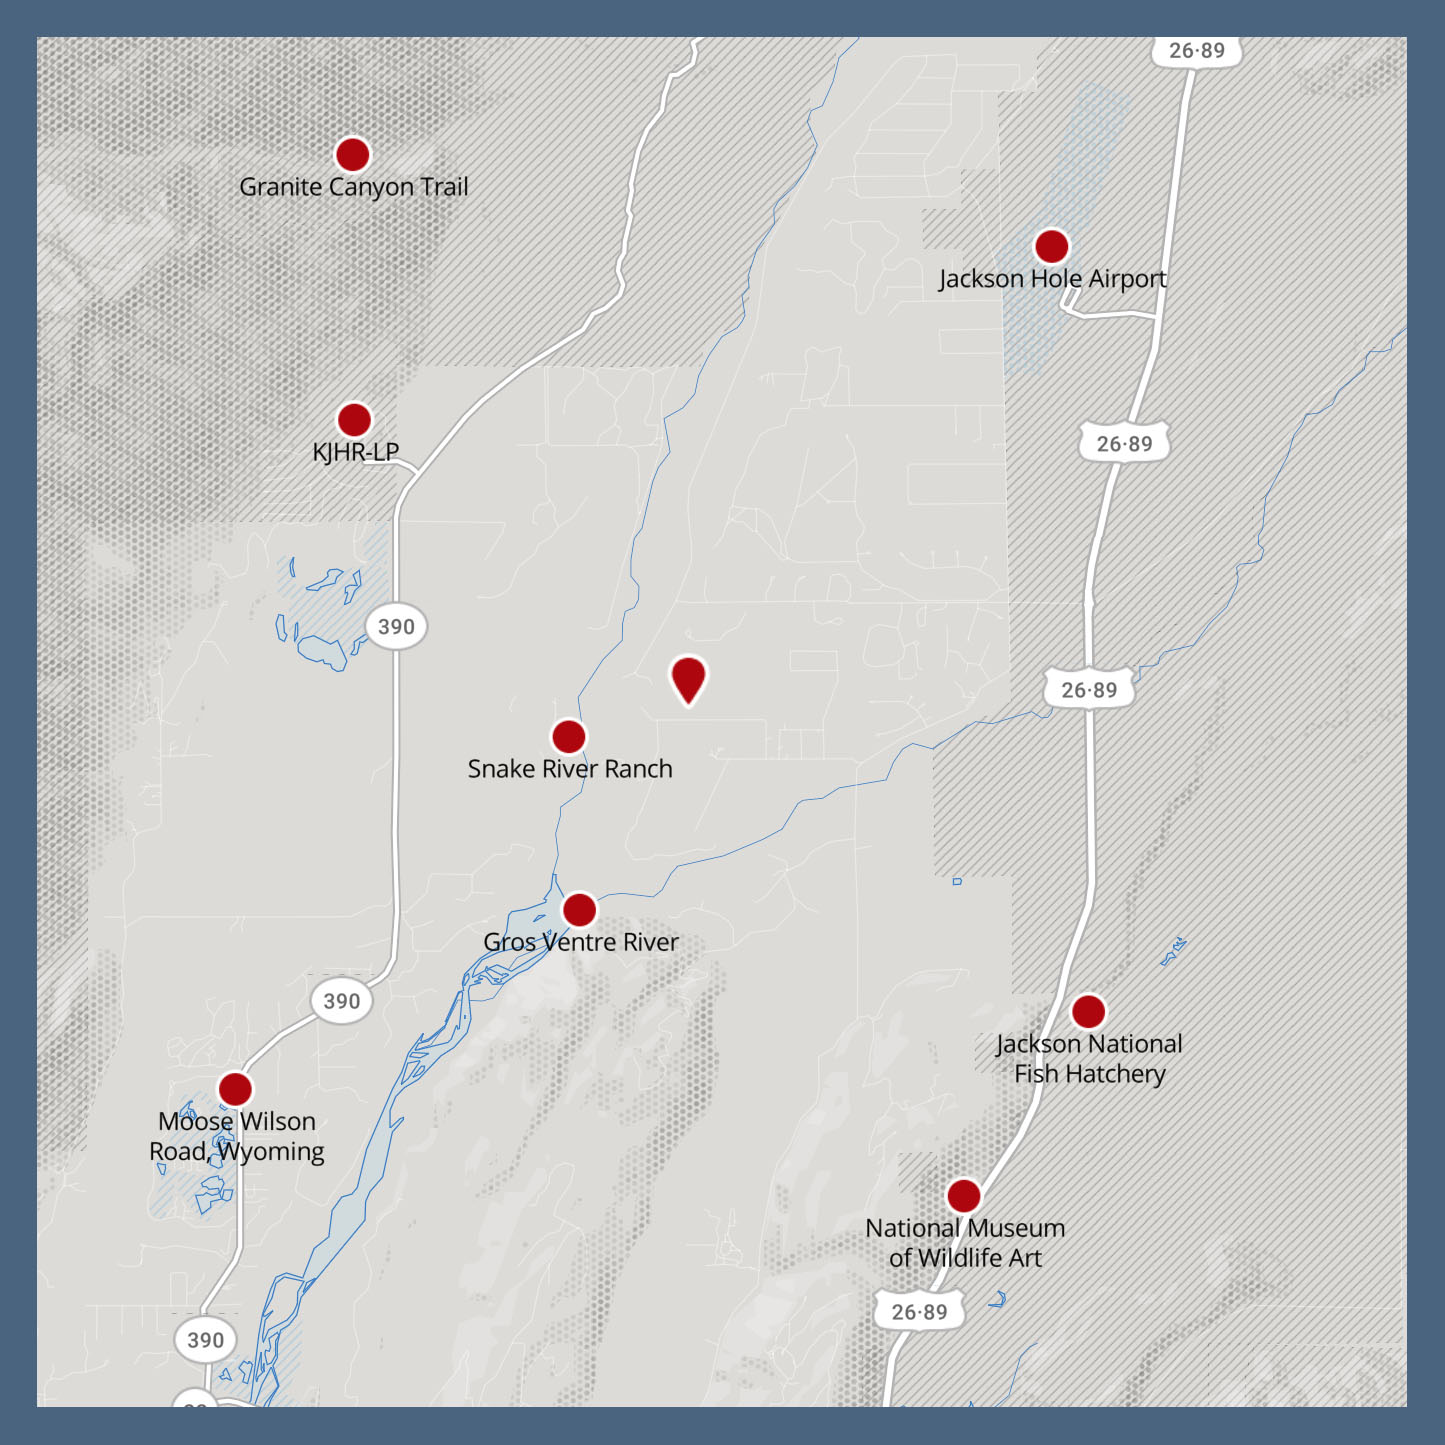 26·89
Granite Canyon Trail
Jackson Hole Airport
KJHR-LP
26·89
390
26·89
Snake River Ranch
Gros Ventre River
390
Jackson National
Fish Hatchery
Moose Wilson
Road, Wyoming
National Museum
of Wildlife Art
26·89
390